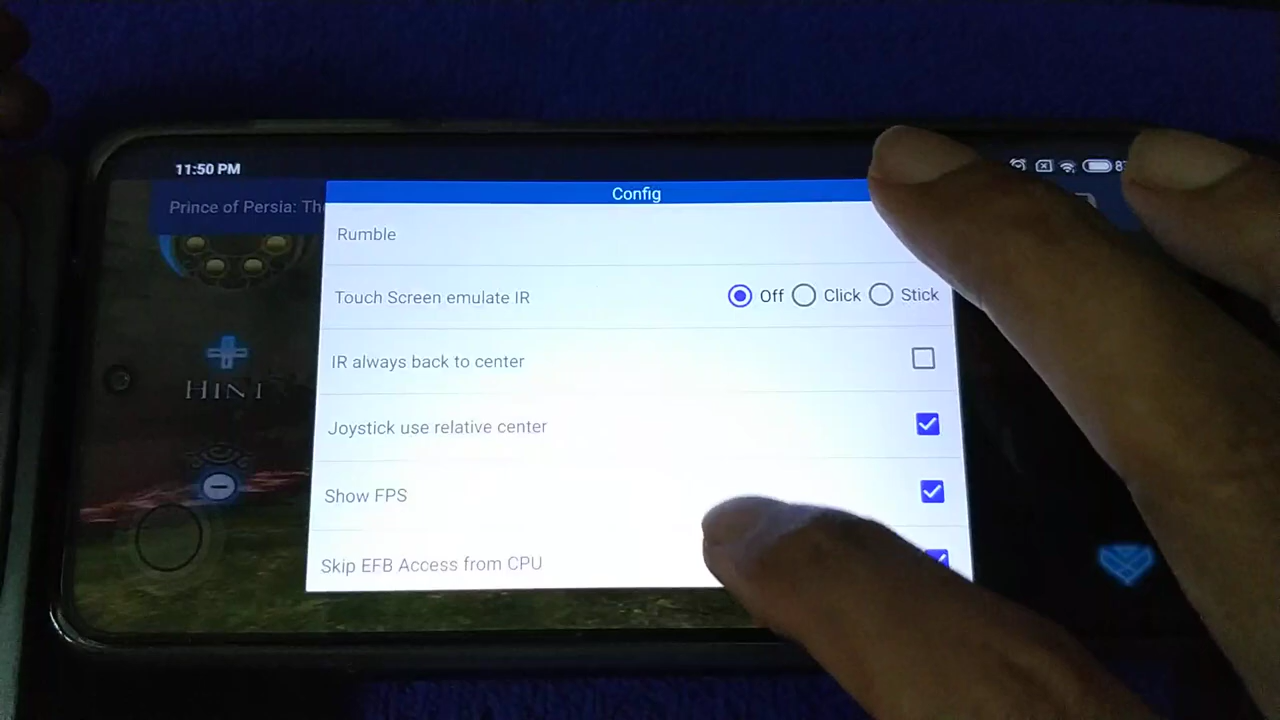 11:50 PM
8
Prince of Persia: Th
Config
Rumble
Touch Screen emulate IR Off Click Stick
IR always back to center
HINT
Joystick use relative center
Show FPS
Skip EFB Access from CPU